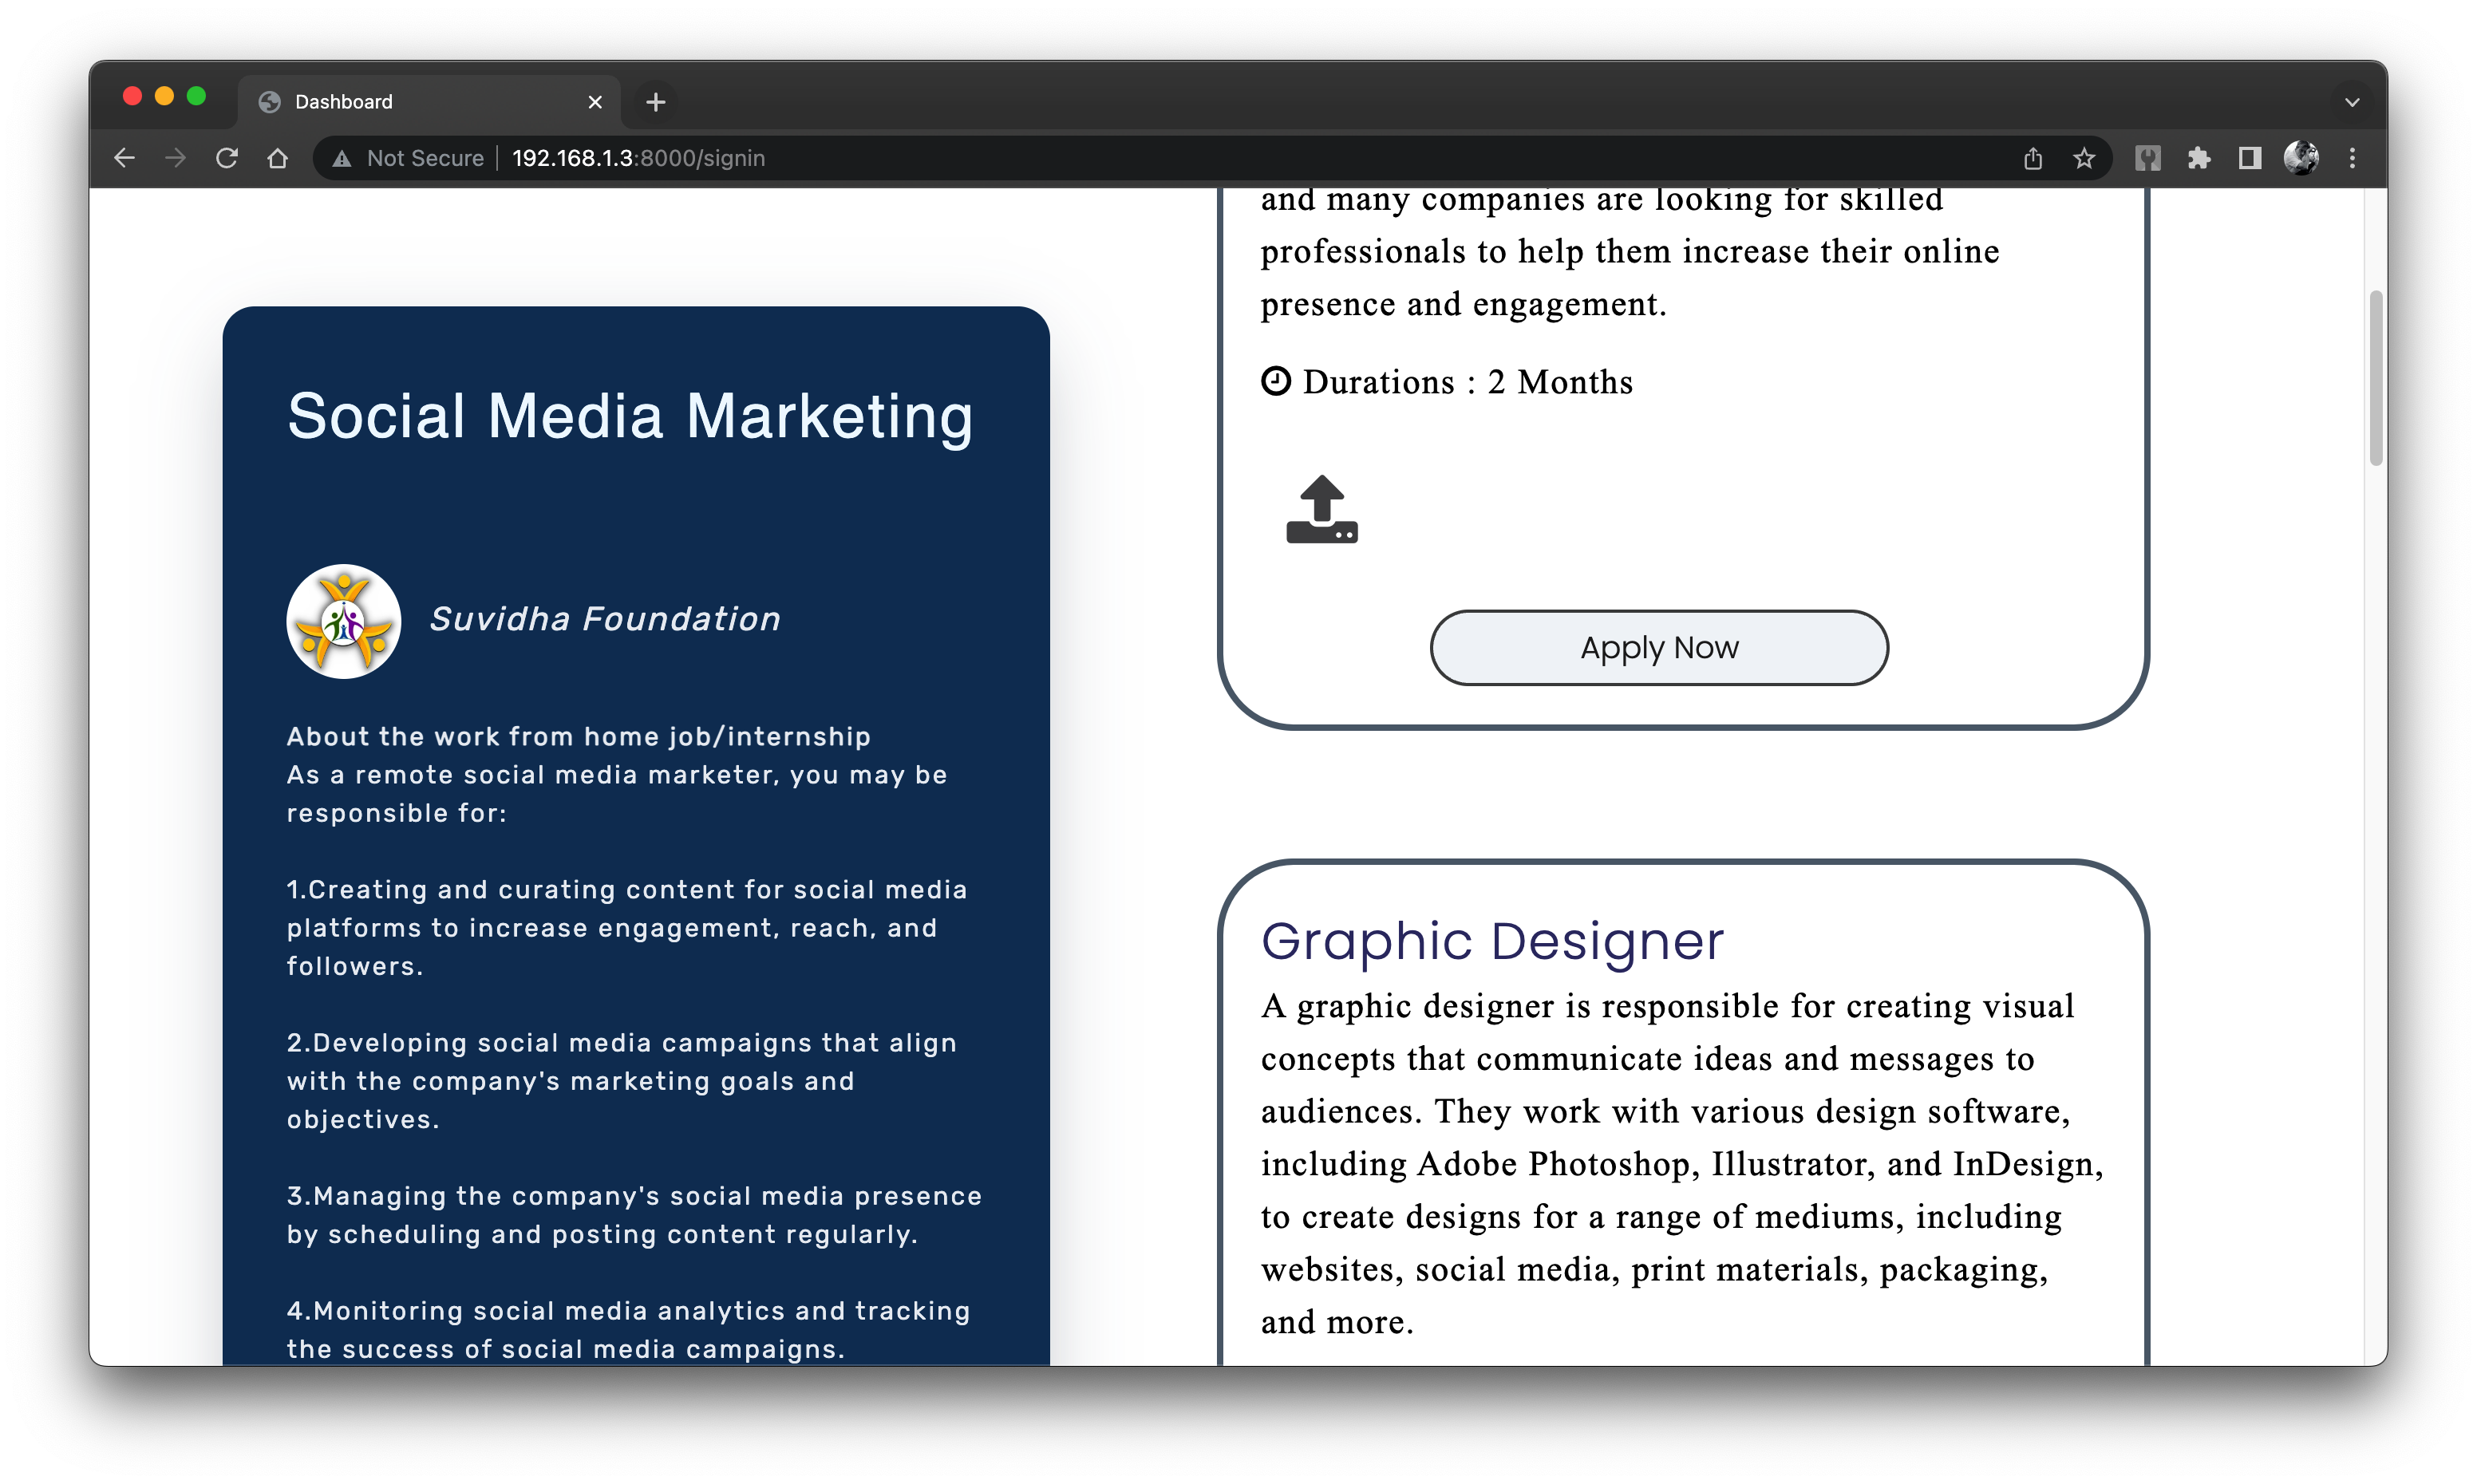 Dashboard
Not Secure
192.168.1.3:8000/signin
Social Media Marketing
Suvidha Foundation
About the work from home job/internship
As a remote social media marketer, you may be
responsible for:
1.Creating and curating content for social media
platforms to increase engagement, reach, and
followers.
2.Developing social media campaigns that align
with the company's marketing goals and
objectives.
3.Managing the company's social media presence
by scheduling and posting content regularly.
4.Monitoring social media analytics and tracking
the success of social media campaigns.
and many companies are looking for skilled
professionals to help them increase their online
presence and engagement.
Durations : 2 Months
Apply Now
Graphic Designer
A graphic designer is responsible for creating visual
concepts that communicate ideas and messages to
audiences. They work with various design software,
including Adobe Photoshop, Illustrator, and InDesign,
to create designs for a range of mediums, including
websites, social media, print materials, packaging,
and more.